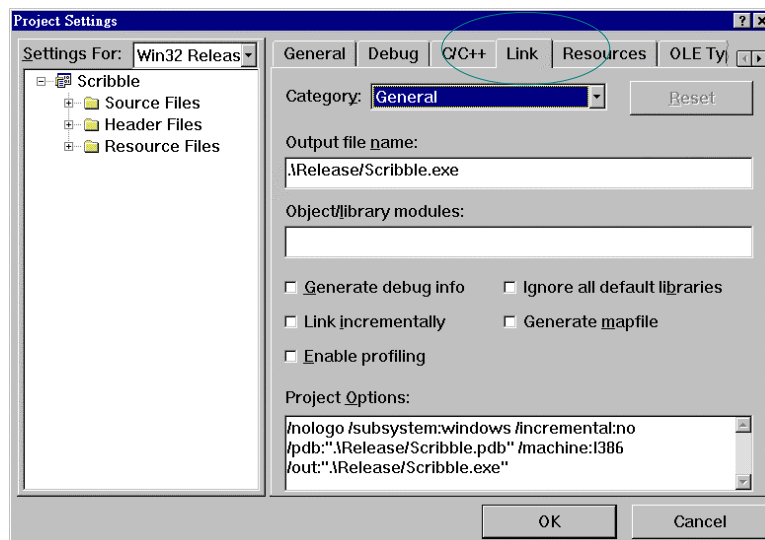 Project Settings
Settings For: Win32 Releas
General Debug C/C++ Link Resources OLE Ty
Scribble
Source Files
Header Files
Resource Files
Category: General
Reset
Output file name:
.\Release/Scribble.exe
Object/library modules:
Generate debug info
Ignore all default libraries
Link incrementally
Generate mapfile
Enable profiling
Project Options:
/nologo /subsystem:windows /incremental:no
/pdb:".\Release/Scribble.pdb" /machine:I386
/out:".\Release/Scribble.exe"
OK
Cancel